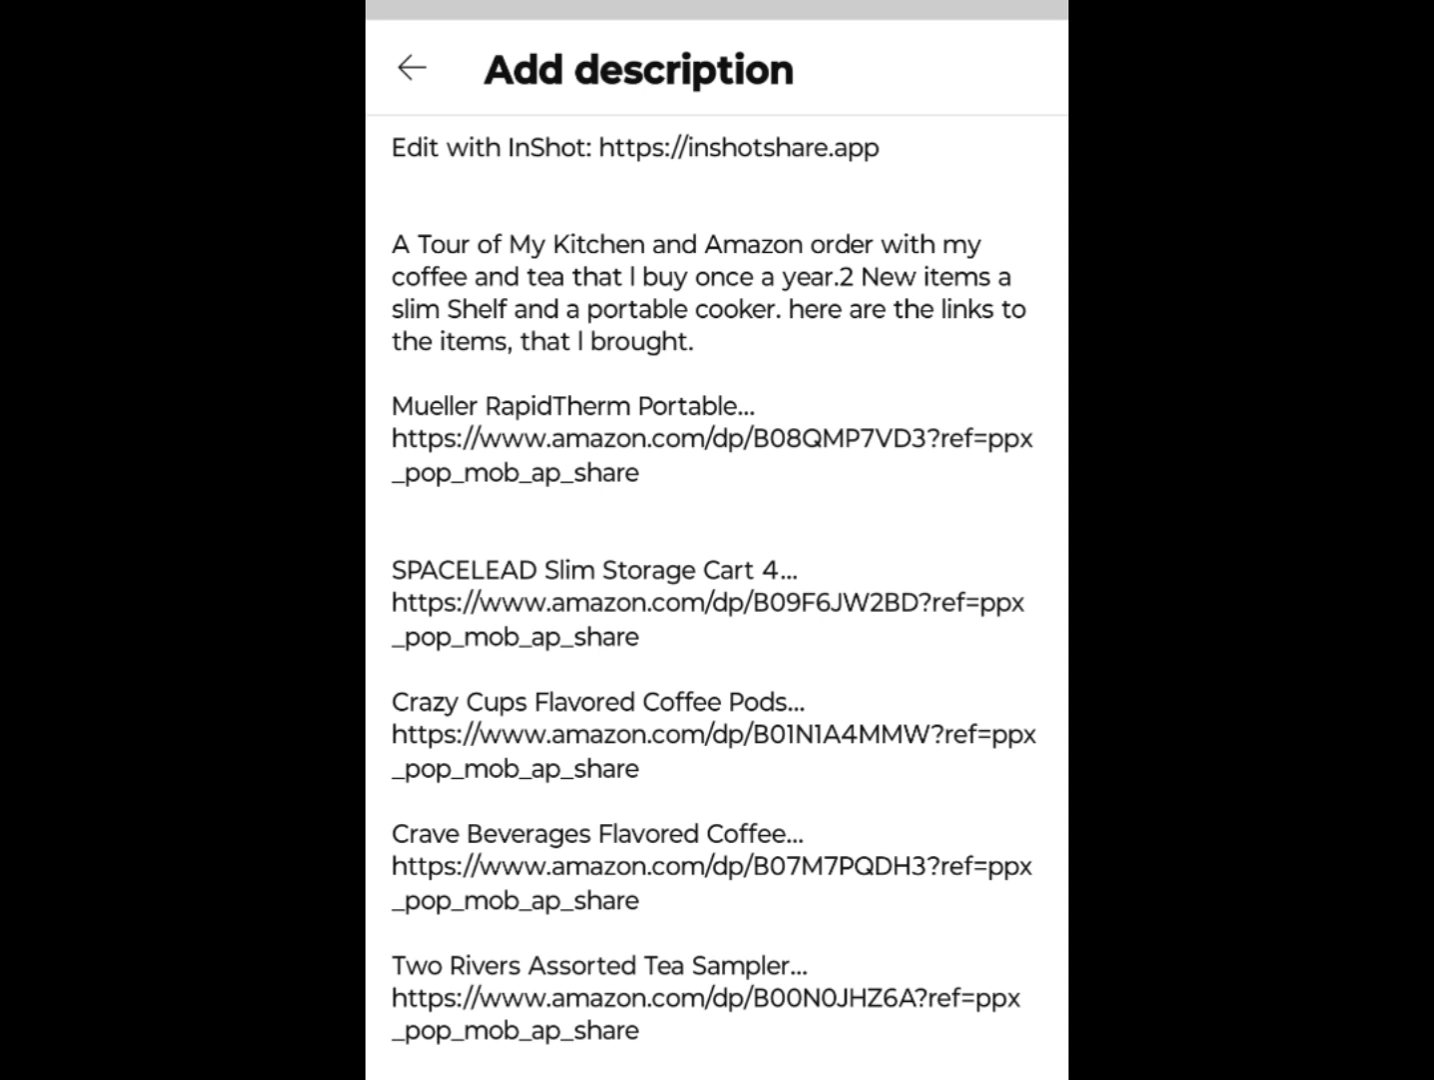 Add description
Edit with InShot: https://inshotshare.app
A Tour of My Kitchen and Amazon order with my
coffee and tea that I buy once a year.2 New items a
slim Shelf and a portable cooker. here are the links to
the items, that I brought.
Mueller RapidTherm Portable...
https://www.amazon.com/dp/B08QMP7VD3?ref=ppx
_pop_mob_ap_share
SPACELEAD Slim Storage Cart 4...
https://www.amazon.com/dp/B09F6JW2BD?ref=ppx
_pop_mob_ap_share
Crazy Cups Flavored Coffee Pods...
https://www.amazon.com/dp/B01N1A4MMW?ref=ppx
_pop_mob_ap_share
Crave Beverages Flavored Coffee...
https://www.amazon.com/dp/B07M7PQDH3?ref=ppx
_pop_mob_ap_share
Two Rivers Assorted Tea Sampler...
https://www.amazon.com/dp/B00N0JHZ6A?ref=ppx
_pop_mob_ap_share